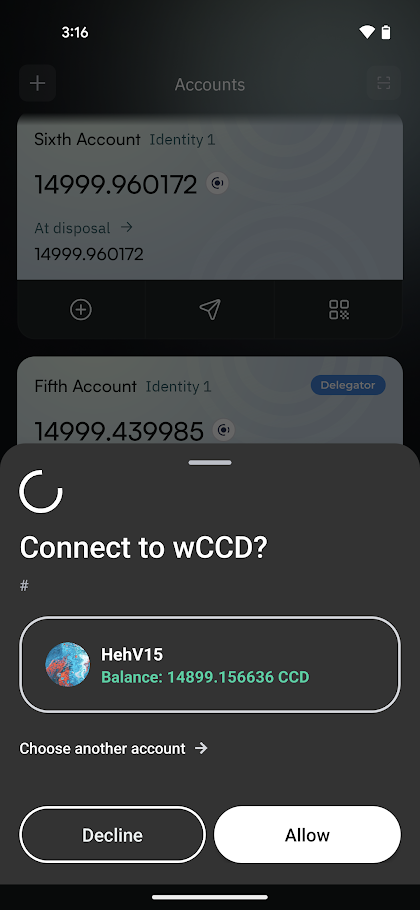 3:16
Accounts
Sixth Account Identity 1
14999.960172
At disposal →
14999.960172
Fifth Account Identity 1 Delegator
14999.439985
Connect to wCCD?
#
HehV15
Balance: 14899.156636 CCD
Choose another account →
Decline Allow